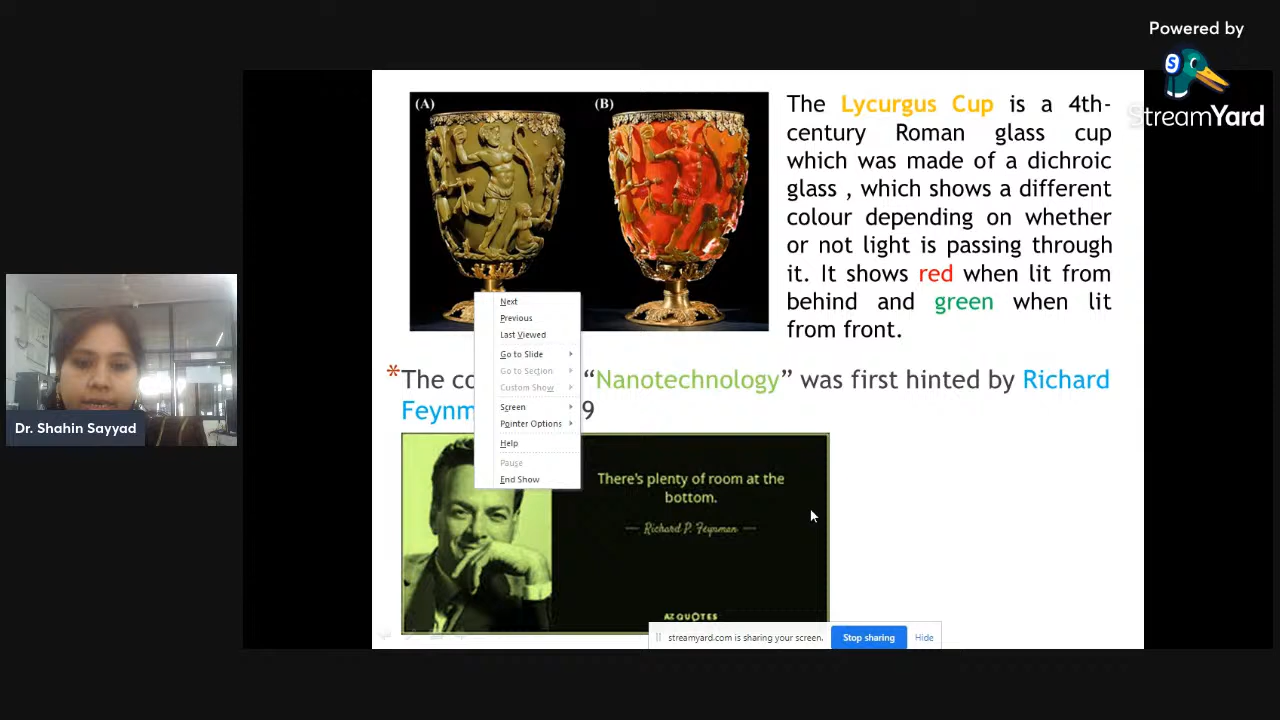 Powered by
StreamYard
(A)
(B)
The Lycurgus Cup is a 4th-
century Roman glass cup
which was made of a dichroic
glass , which shows a different
colour depending on whether
or not light is passing through
it. It shows red when lit from
behind and green when lit
from front.
Next
Previous
Last Viewed
Go to Slide
Go to Section
Custom Show
Screen
Pointer Options
Help
Pause
End Show
*The co “Nanotechnology” was first hinted by Richard
Feynm 9
There's plenty of room at the
bottom.
— Richard P. Feynman —
AZ QUOTES
Dr. Shahin Sayyad
streamyard.com is sharing your screen.
Stop sharing
Hide